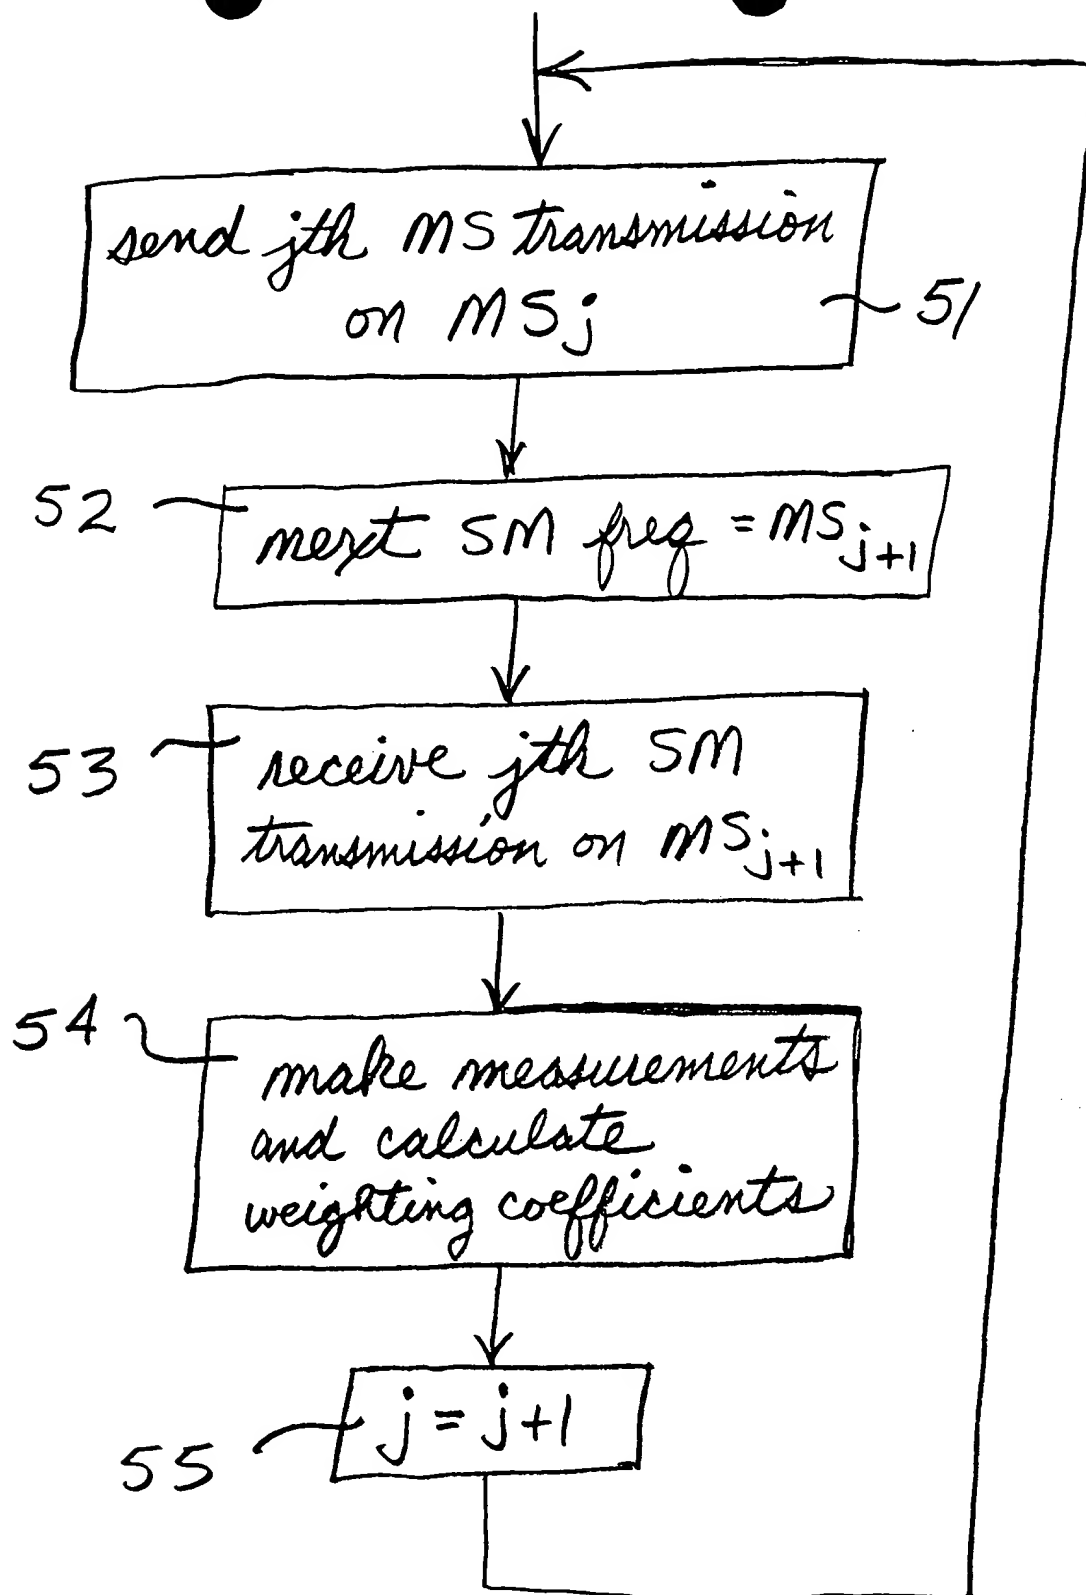 send jth MS transmission
on MSj
51
52
next SM freq = MSj+1
53
receive jth SM
transmission on MSj+1
54
make measurements
and calculate
weighting coefficients
j = j+1
55